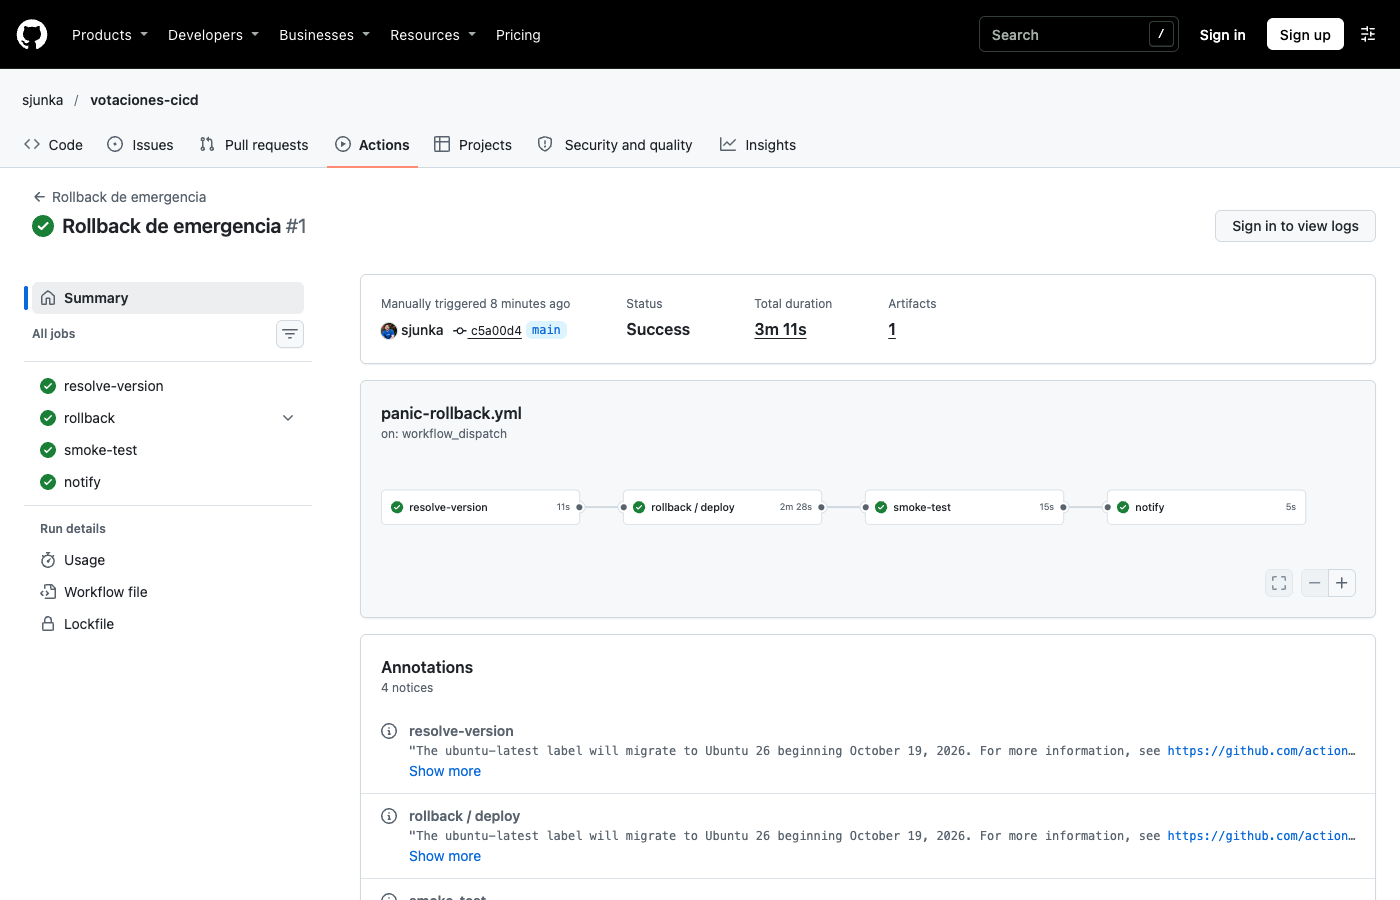 Products
Developers
Businesses
Resources
Pricing
Search
/
Sign in
Sign up
sjunka / votaciones-cicd
Code
Issues
Pull requests
Actions
Projects
Security and quality
Insights
Rollback de emergencia
Rollback de emergencia #1
Sign in to view logs
Summary
All jobs
resolve-version
rollback
smoke-test
notify
Run details
Usage
Workflow file
Lockfile
Manually triggered 8 minutes ago
sjunka c5a00d4 main
Status
Success
Total duration
3m 11s
Artifacts
1
panic-rollback.yml
on: workflow_dispatch
resolve-version 11s
rollback / deploy 2m 28s
smoke-test 15s
notify 5s
Annotations
4 notices
resolve-version
"The ubuntu-latest label will migrate to Ubuntu 26 beginning October 19, 2026. For more information, see https://github.com/action…
Show more
rollback / deploy
"The ubuntu-latest label will migrate to Ubuntu 26 beginning October 19, 2026. For more information, see https://github.com/action…
Show more
smoke-test